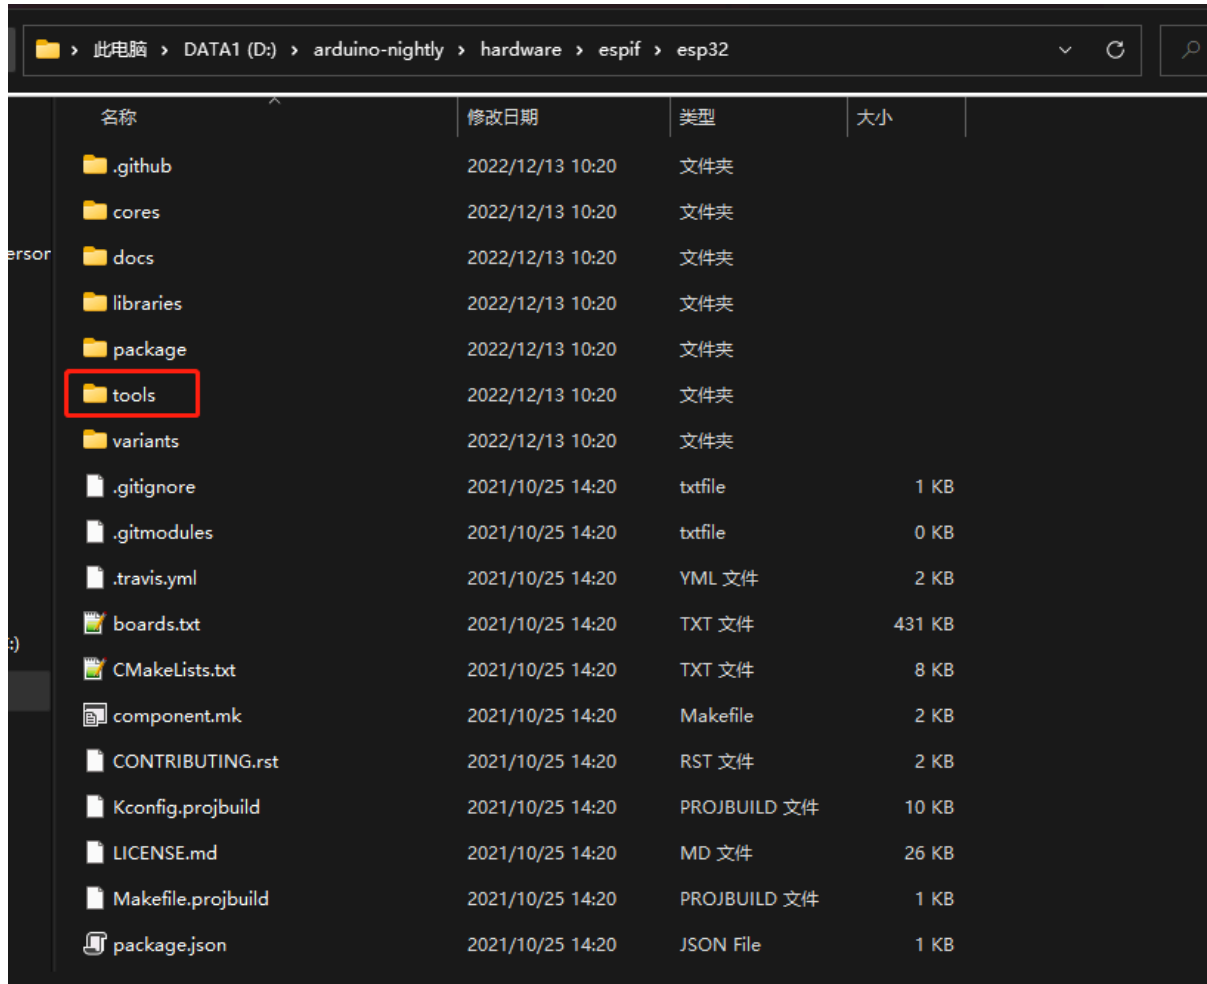 此电脑 > DATA1 (D:) > arduino-nightly > hardware > espif > esp32
名称 修改日期 类型 大小
.github 2022/12/13 10:20 文件夹
cores 2022/12/13 10:20 文件夹
docs 2022/12/13 10:20 文件夹
erson
libraries 2022/12/13 10:20 文件夹
package 2022/12/13 10:20 文件夹
tools 2022/12/13 10:20 文件夹
variants 2022/12/13 10:20 文件夹
.gitignore 2021/10/25 14:20 txtfile 1 KB
.gitmodules 2021/10/25 14:20 txtfile 0 KB
.travis.yml 2021/10/25 14:20 YML 文件 2 KB
boards.txt 2021/10/25 14:20 TXT 文件 431 KB
:)
CMakeLists.txt 2021/10/25 14:20 TXT 文件 8 KB
component.mk 2021/10/25 14:20 Makefile 2 KB
CONTRIBUTING.rst 2021/10/25 14:20 RST 文件 2 KB
Kconfig.projbuild 2021/10/25 14:20 PROJBUILD 文件 10 KB
LICENSE.md 2021/10/25 14:20 MD 文件 26 KB
Makefile.projbuild 2021/10/25 14:20 PROJBUILD 文件 1 KB
package.json 2021/10/25 14:20 JSON File 1 KB